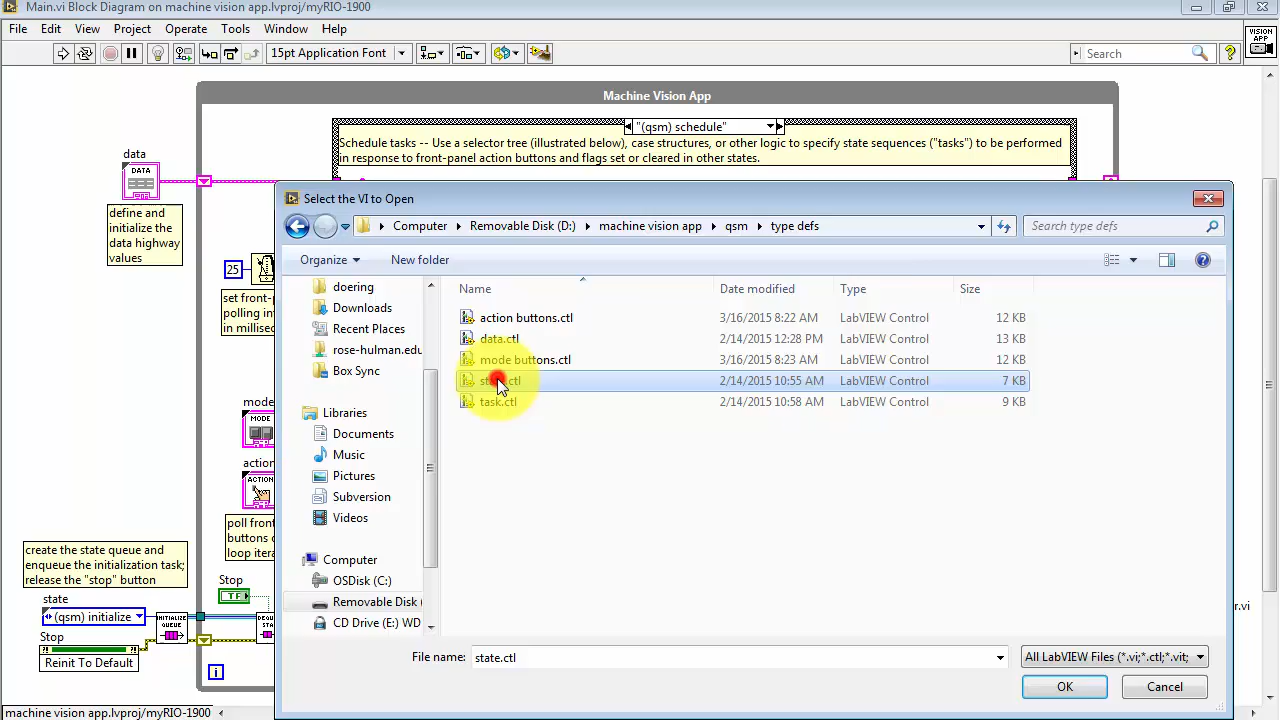 Main.vi Block Diagram on machine vision app.lvproj/myRIO-1900
File Edit View Project Operate Tools Window Help
15pt Application Font
Search
VISION
APP
Machine Vision App
"(qsm) schedule"
Schedule tasks -- Use a selector tree (illustrated below), case structures, or other logic to specify state sequences ("tasks") to be performed
in response to front-panel action buttons and flags set or cleared in other states.
data
DATA
define and
initialize the
data highway
values
25
set front-p
polling int
in millisec
mode
MODE
action
ACTION
poll front
buttons o
loop itera
create the state queue and
enqueue the initialization task;
release the "stop" button
Stop
TF
state
(qsm) initialize
INITIALIZE
QUEUE
Stop
Reinit To Default
i
machine vision app.lvproj/myRIO-1900
r.vi
Select the VI to Open
Computer Removable Disk (D:) machine vision app qsm type defs
Search type defs
Organize New folder
Name Date modified Type Size
action buttons.ctl 3/16/2015 8:22 AM LabVIEW Control 12 KB
data.ctl 2/14/2015 12:28 PM LabVIEW Control 13 KB
mode buttons.ctl 3/16/2015 8:23 AM LabVIEW Control 12 KB
state.ctl 2/14/2015 10:55 AM LabVIEW Control 7 KB
task.ctl 2/14/2015 10:58 AM LabVIEW Control 9 KB
doering
Downloads
Recent Places
rose-hulman.edu
Box Sync
Libraries
Documents
Music
Pictures
Subversion
Videos
Computer
OSDisk (C:)
Removable Disk (
CD Drive (E:) WD
File name: state.ctl
All LabVIEW Files (*.vi;*.ctl;*.vit;
OK Cancel